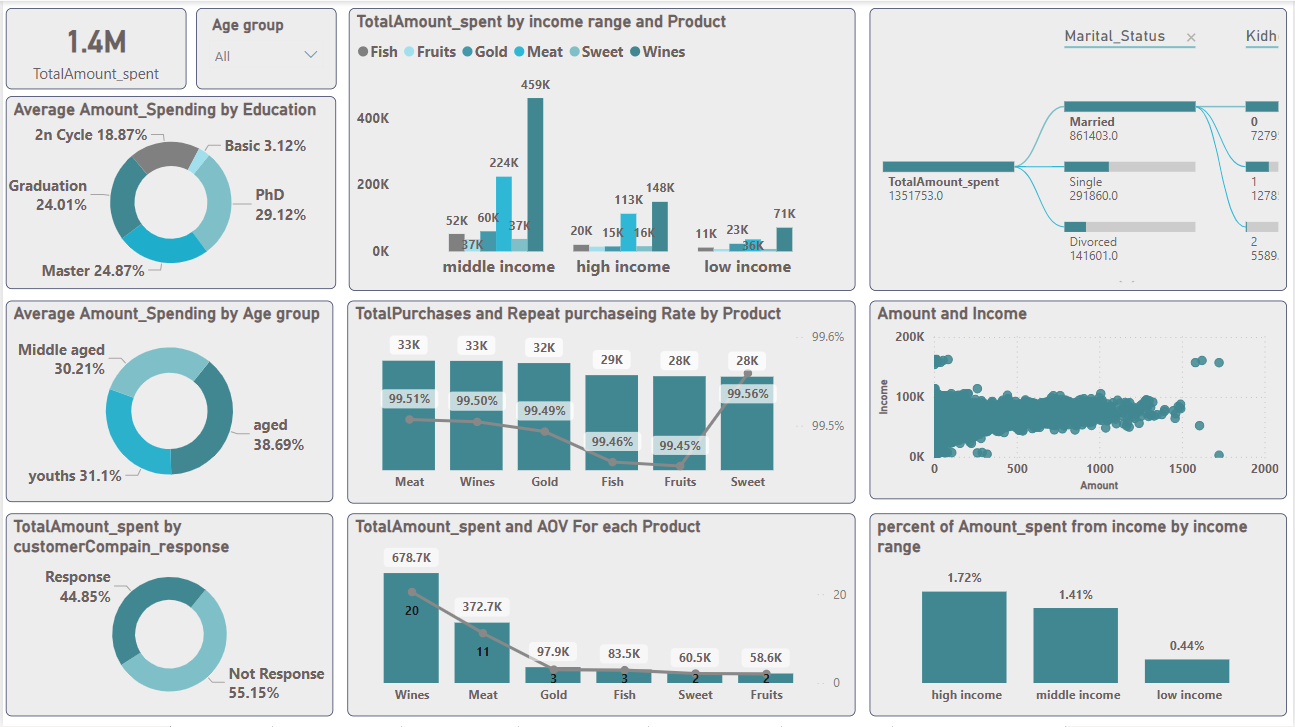 1.4M
TotalAmount_spent
Age group
All
Average Amount_Spending by Education
2n Cycle 18.87%
Basic 3.12%
Graduation
24.01%
PhD
29.12%
Master 24.87%
TotalAmount_spent by income range and Product
Fish Fruits Gold Meat Sweet Wines
459K
400K
224K
200K
148K
113K
52K 60K 37K
37K
20K 15K 16K
71K
11K 23K
36K
0K
middle income high income low income
Marital_Status ×
Kidh
Married
861403.0
0
7279
TotalAmount_spent
1351753.0
Single
291860.0
1
1278
Divorced
141601.0
2
5589
Average Amount_Spending by Age group
Middle aged
30.21%
aged
38.69%
youths 31.1%
TotalPurchases and Repeat purchaseing Rate by Product
33K 33K 32K 29K 28K 28K
99.6%
99.51% 99.50% 99.49% 99.46% 99.45% 99.56%
99.5%
Meat Wines Gold Fish Fruits Sweet
Amount and Income
200K
100K
0K
Income
0 500 1000 1500 2000
Amount
TotalAmount_spent by
customerCompain_response
Response
44.85%
Not Response
55.15%
TotalAmount_spent and AOV For each Product
678.7K
372.7K
97.9K 83.5K 60.5K 58.6K
20
20
11
3 3 2 2
0
Wines Meat Gold Fish Sweet Fruits
percent of Amount_spent from income by income
range
1.72%
1.41%
0.44%
high income middle income low income